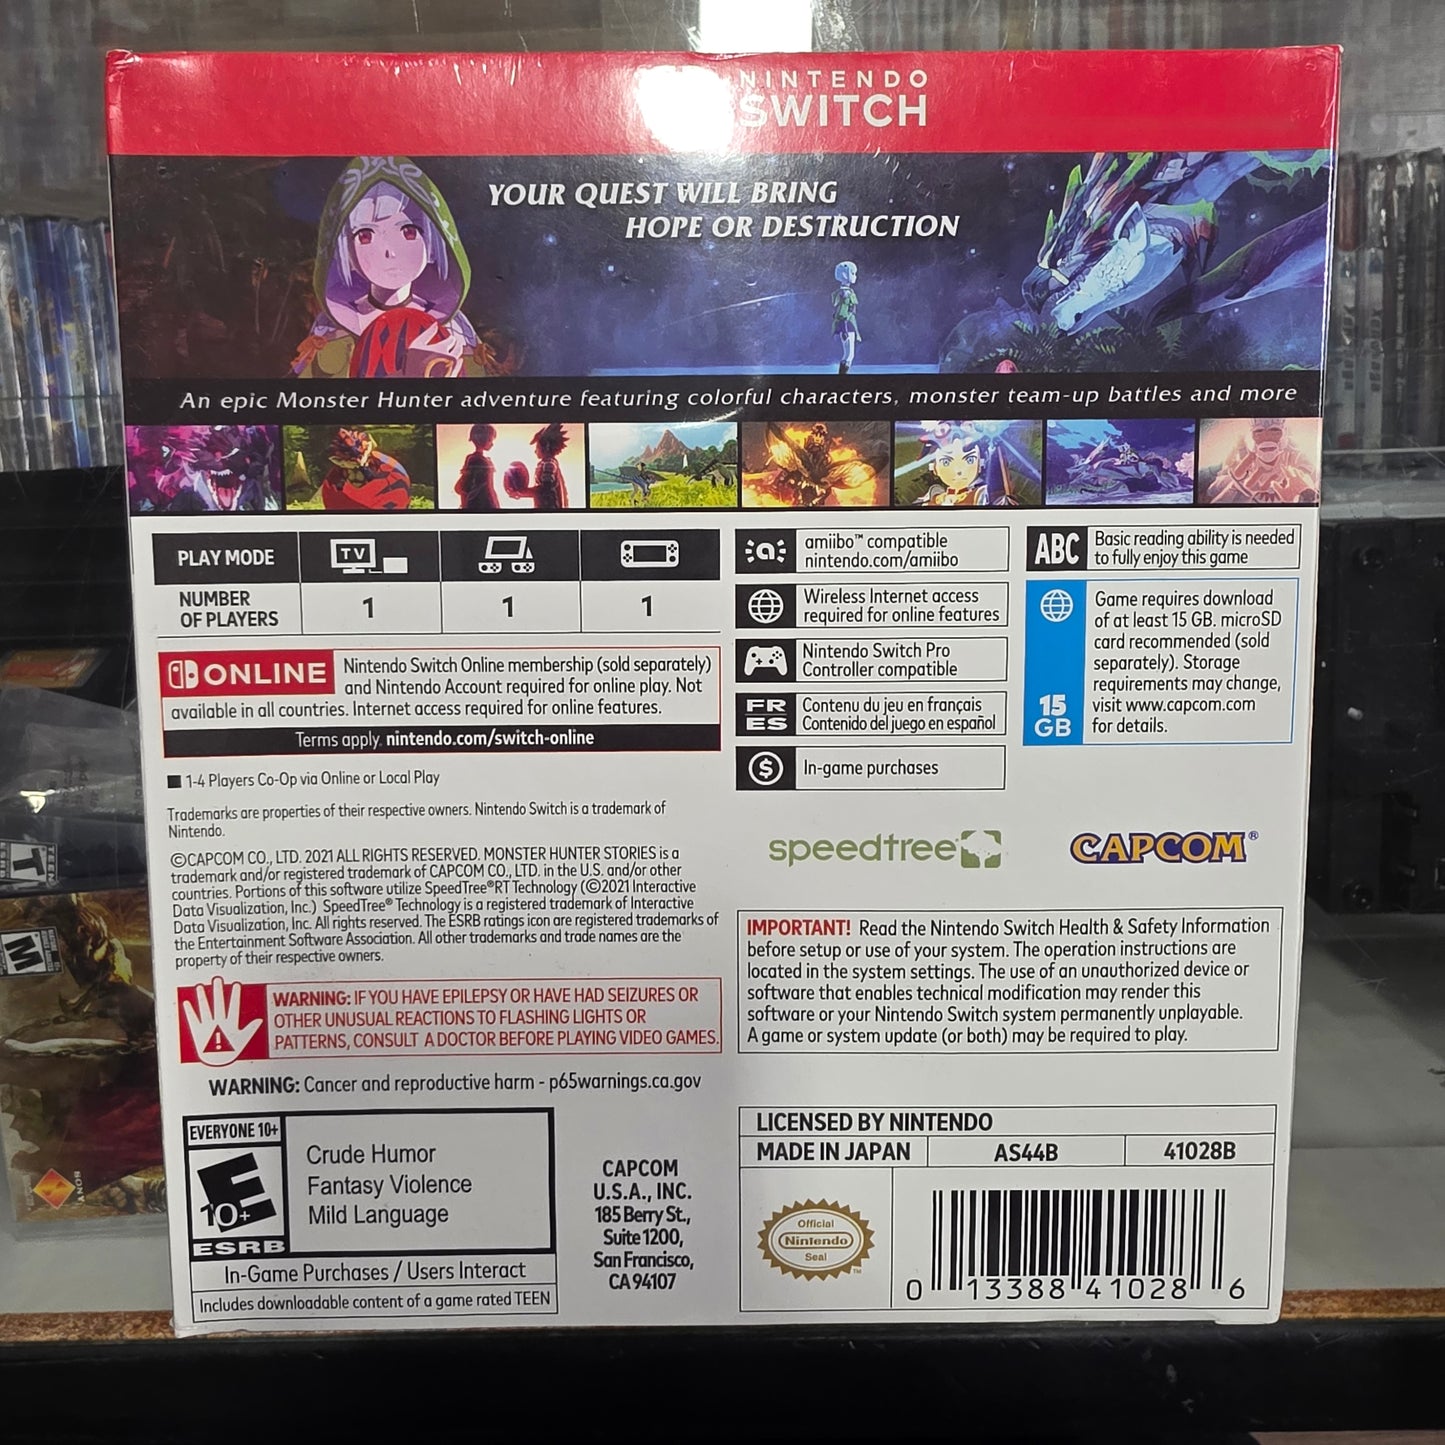 NINTENDO
SWITCH
YOUR QUEST WILL BRING
HOPE OR DESTRUCTION
An epic Monster Hunter adventure featuring colorful characters, monster team-up battles and more
PLAY MODE
TV
NUMBER
OF PLAYERS
1
1
1
amiibo™ compatible
nintendo.com/amiibo
Wireless Internet access
required for online features
Nintendo Switch Pro
Controller compatible
FR
ES
Contenu du jeu en français
Contenido del juego en español
$
In-game purchases
ABC
Basic reading ability is needed
to fully enjoy this game
15
GB
Game requires download
of at least 15 GB. microSD
card recommended (sold
separately). Storage
requirements may change,
visit www.capcom.com
for details.
ONLINE
Nintendo Switch Online membership (sold separately)
and Nintendo Account required for online play. Not
available in all countries. Internet access required for online features.
Terms apply. nintendo.com/switch-online
■ 1-4 Players Co-Op via Online or Local Play
Trademarks are properties of their respective owners. Nintendo Switch is a trademark of
Nintendo.
©CAPCOM CO., LTD. 2021 ALL RIGHTS RESERVED. MONSTER HUNTER STORIES is a
trademark and/or registered trademark of CAPCOM CO., LTD. in the U.S. and/or other
countries. Portions of this software utilize SpeedTree®RT Technology (©2021 Interactive
Data Visualization, Inc.) SpeedTree® Technology is a registered trademark of Interactive
Data Visualization, Inc. All rights reserved. The ESRB ratings icon are registered trademarks of
the Entertainment Software Association. All other trademarks and trade names are the
property of their respective owners.
speedtree
CAPCOM®
WARNING: IF YOU HAVE EPILEPSY OR HAVE HAD SEIZURES OR
OTHER UNUSUAL REACTIONS TO FLASHING LIGHTS OR
PATTERNS, CONSULT A DOCTOR BEFORE PLAYING VIDEO GAMES.
WARNING: Cancer and reproductive harm - p65warnings.ca.gov
IMPORTANT! Read the Nintendo Switch Health & Safety Information
before setup or use of your system. The operation instructions are
located in the system settings. The use of an unauthorized device or
software that enables technical modification may render this
software or your Nintendo Switch system permanently unplayable.
A game or system update (or both) may be required to play.
EVERYONE 10+
E
10+
ESRB
Crude Humor
Fantasy Violence
Mild Language
In-Game Purchases / Users Interact
Includes downloadable content of a game rated TEEN
CAPCOM
U.S.A., INC.
185 Berry St.,
Suite 1200,
San Francisco,
CA 94107
LICENSED BY NINTENDO
MADE IN JAPAN
AS44B
41028B
Official
Nintendo
Seal
™
0 13388 41028 6
T
M
SONY